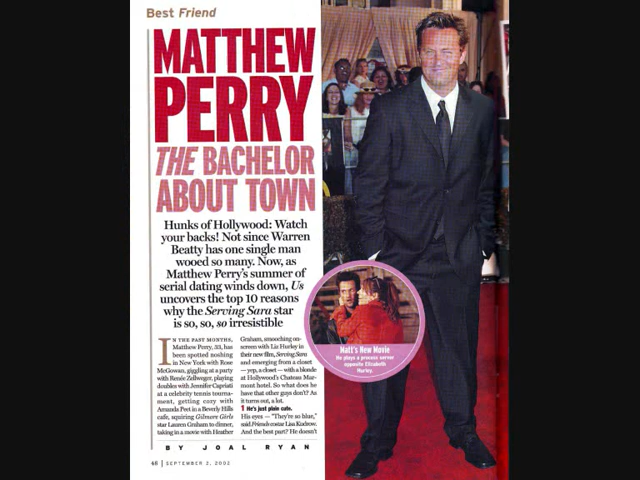 Best Friend
MATTHEW
PERRY
THE BACHELOR
ABOUT TOWN
Hunks of Hollywood: Watch
your backs! Not since Warren
Beatty has one single man
wooed so many. Now, as
Matthew Perry's summer of
serial dating winds down, Us
uncovers the top 10 reasons
why the Serving Sara star
is so, so, so irresistible
IN THE PAST MONTHS,
Matthew Perry, 33, has
been spotted noshing
in New York with Rose
McGowan, giggling at a party
with Renée Zellweger, playing
doubles with Jennifer Capriati
at a celebrity tennis tourna-
ment, getting cozy with
Amanda Peet in a Beverly Hills
cafe, squiring Gilmore Girls
star Lauren Graham to dinner,
taking in a movie with Heather
Graham, smooching on-
screen with Liz Hurley in
their new film, Serving Sara
and emerging from a closet
— yep, a closet — with a blonde
at Hollywood's Chateau Mar-
mont hotel. So what does he
have that other guys don't? As
it turns out, a lot.
1 He's just plain cute.
His eyes — "They're so blue,"
said Friends costar Lisa Kudrow.
And the best part? He doesn't
Matt's New Movie
He plays a process server
opposite Elizabeth
Hurley.
BY JOAL RYAN
46 | SEPTEMBER 2, 2002